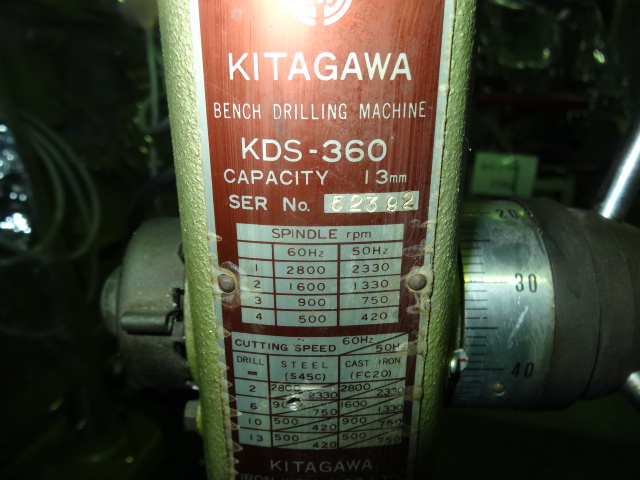 KITAGAWA
BENCH DRILLING MACHINE
KDS-360
CAPACITY 13mm
SER No. 52392
SPINDLE rpm
60Hz 50Hz
1 2800 2330
2 1600 1330
3 900 750
4 500 420
CUTTING SPEED 60Hz 50Hz
DRILL STEEL CAST IRON
(S45C) (FC20)
2 2800 2330 2800 2330
6 900 750 1600 1330
10 500 420 900 750
13 500 420 500 750
KITAGAWA
20
30
40